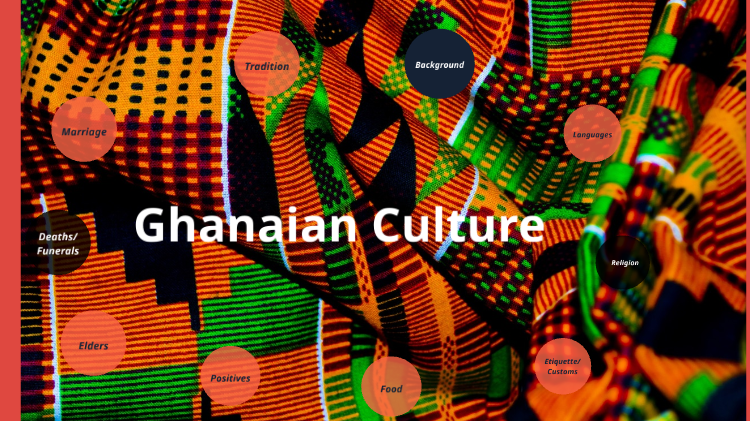 Tradition
Background
Marriage
Languages
Ghanaian Culture
Deaths/
Funerals
Religion
Elders
Positives
Food
Etiquette/
Customs